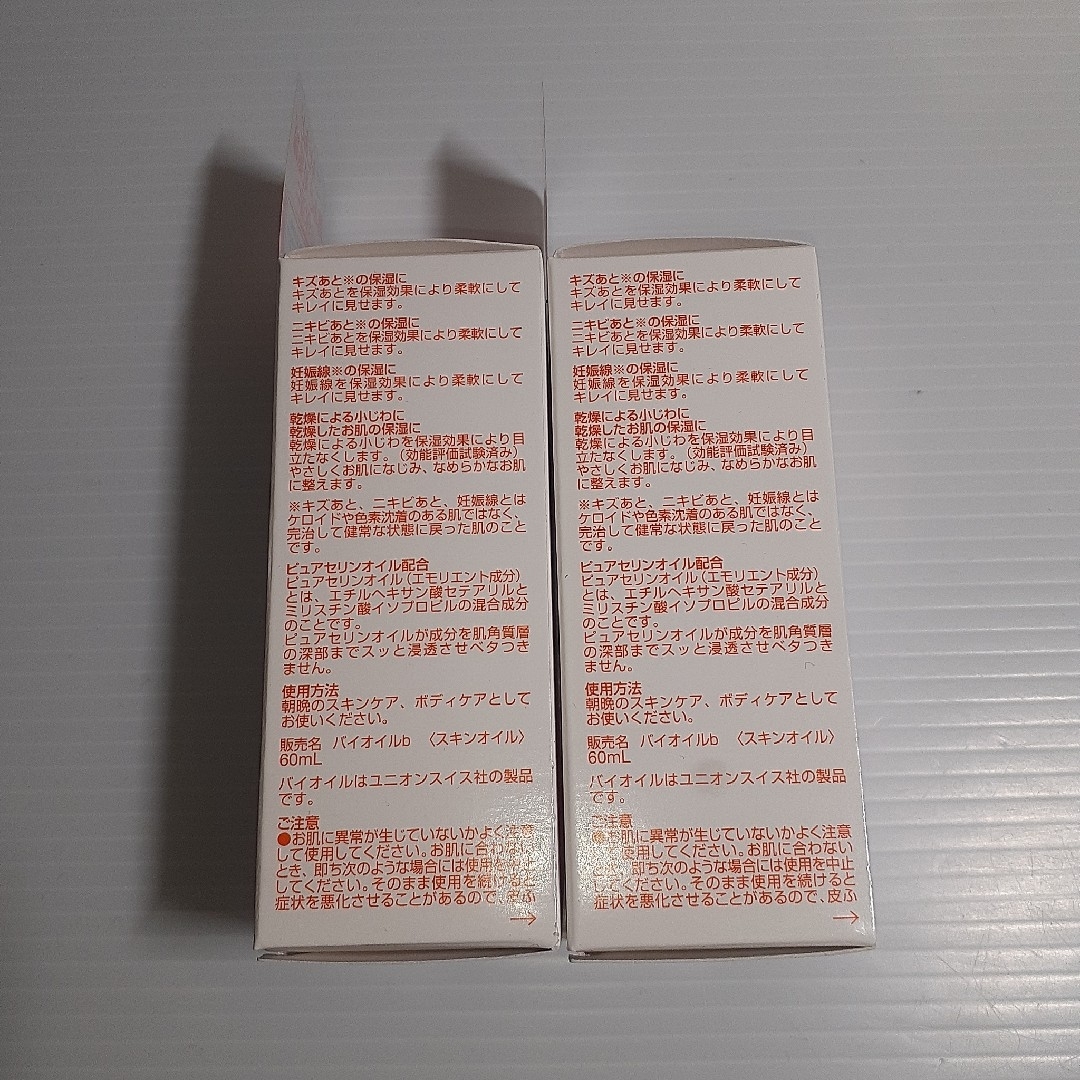 キズあと※の保湿に
キズあとを保湿効果により柔軟にして
キレイに見せます。
ニキビあと※の保湿に
ニキビあとを保湿効果により柔軟にして
キレイに見せます。
妊娠線※の保湿に
妊娠線を保湿効果により柔軟にして
キレイに見せます。
乾燥による小じわに
乾燥したお肌の保湿に
乾燥による小じわを保湿効果により目
立たなくします。（効能評価試験済み）
やさしくお肌になじみ、なめらかなお肌
に整えます。
※キズあと、ニキビあと、妊娠線とは
ケロイドや色素沈着のある肌ではなく、
完治して健常な状態に戻った肌のこと
です。
ピュアセリンオイル配合
ピュアセリンオイル（エモリエント成分）
とは、エチルヘキサン酸セテアリルと
ミリスチン酸イソプロピルの混合成分
のことです。
ピュアセリンオイルが成分を肌角質層
の深部までスッと浸透させベタつき
ません。
使用方法
朝晩のスキンケア、ボディケアとして
お使いください。
販売名 バイオイルb 〈スキンオイル〉
60mL
バイオイルはユニオンスイス社の製品
です。
ご注意
●お肌に異常が生じていないかよく注意
して使用してください。お肌に合わない
とき、即ち次のような場合には使用を中止
してください。そのまま使用を続けると
症状を悪化させることがあるので、皮ふ
→
キズあと※の保湿に
キズあとを保湿効果により柔軟にして
キレイに見せます。
ニキビあと※の保湿に
ニキビあとを保湿効果により柔軟にして
キレイに見せます。
妊娠線※の保湿に
妊娠線を保湿効果により柔軟にして
キレイに見せます。
乾燥による小じわに
乾燥したお肌の保湿に
乾燥による小じわを保湿効果により目
立たなくします。（効能評価試験済み）
やさしくお肌になじみ、なめらかなお肌
に整えます。
※キズあと、ニキビあと、妊娠線とは
ケロイドや色素沈着のある肌ではなく、
完治して健常な状態に戻った肌のこと
です。
ピュアセリンオイル配合
ピュアセリンオイル（エモリエント成分）
とは、エチルヘキサン酸セテアリルと
ミリスチン酸イソプロピルの混合成分
のことです。
ピュアセリンオイルが成分を肌角質層
の深部までスッと浸透させベタつき
ません。
使用方法
朝晩のスキンケア、ボディケアとして
お使いください。
販売名 バイオイルb 〈スキンオイル〉
60mL
バイオイルはユニオンスイス社の製品
です。
ご注意
●お肌に異常が生じていないかよく注意
使用してください。お肌に合わない
とき、即ち次のような場合には使用を中止
してください。そのまま使用を続けると
症状を悪化させることがあるので、皮ふ
→